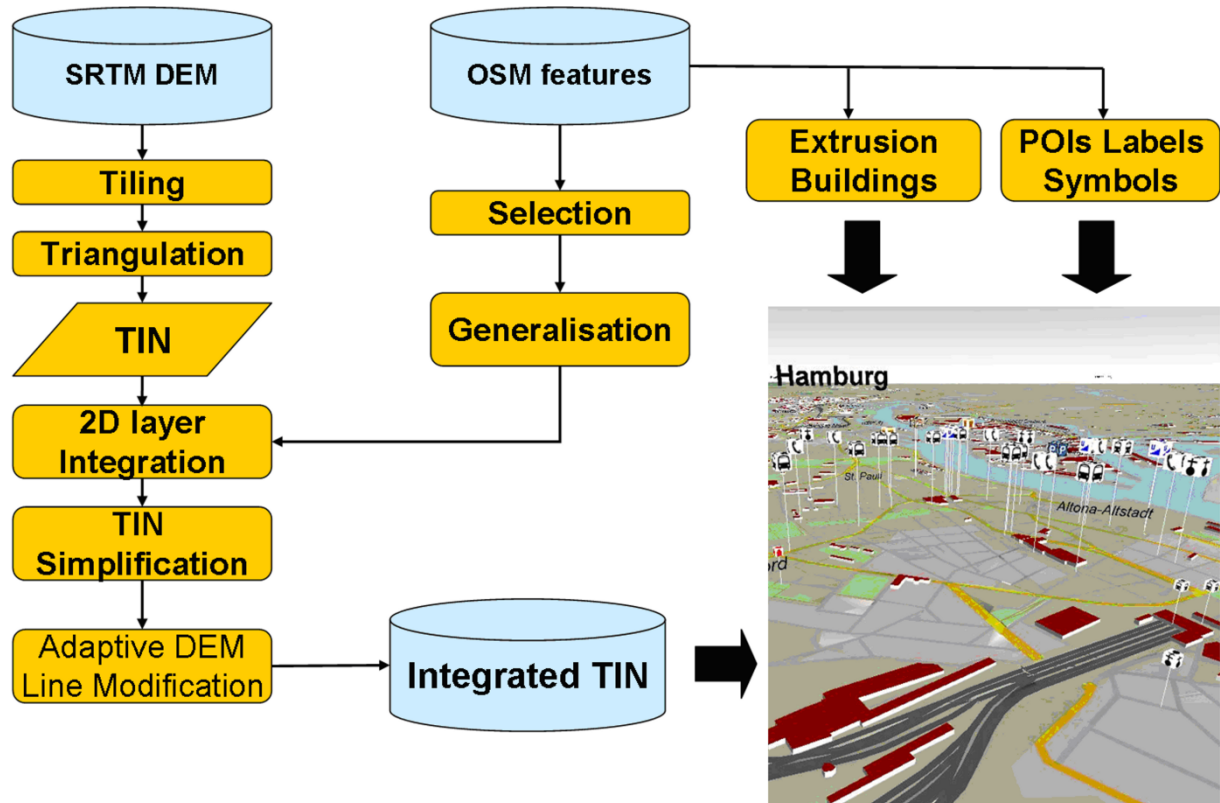 SRTM DEM
Tiling
Triangulation
TIN
2D layer
Integration
TIN
Simplification
Adaptive DEM
Line Modification
OSM features
Selection
Generalisation
Integrated TIN
Extrusion
Buildings
POIs Labels
Symbols
Hamburg
St. Pauli
Altona-Altstadt
ord
P P